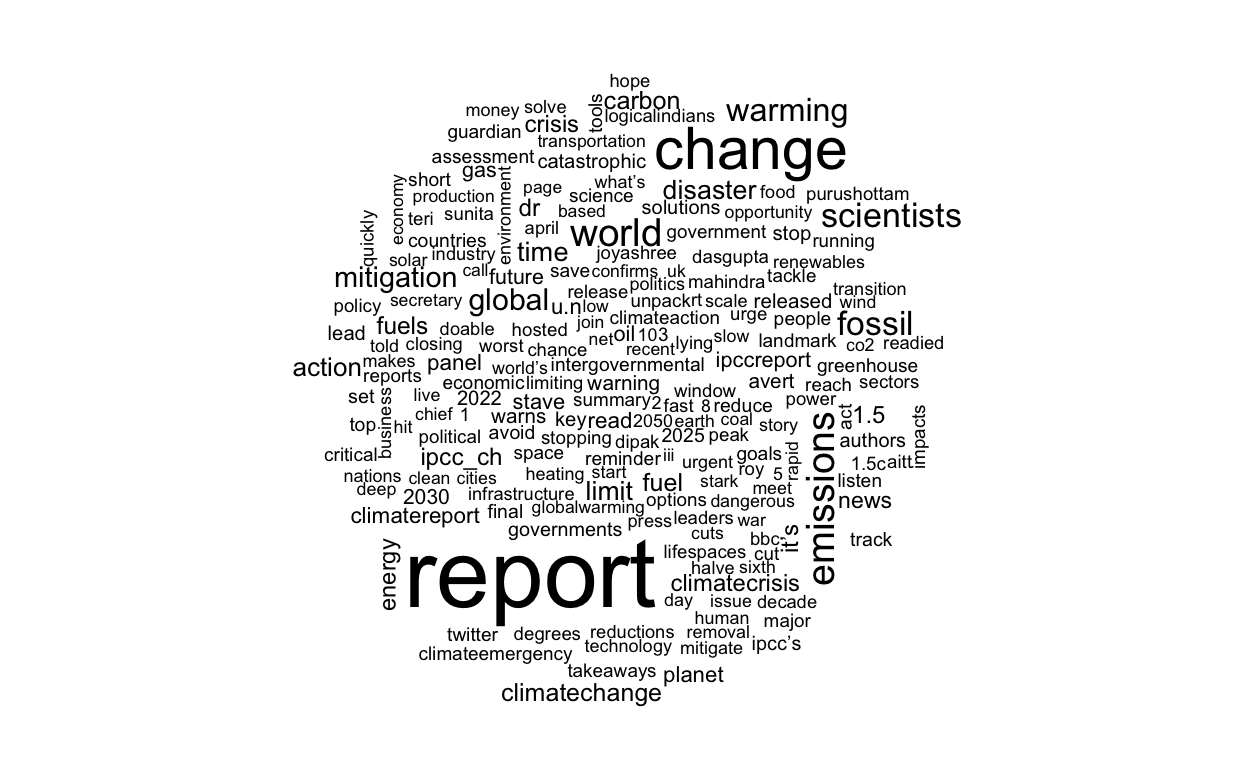 hope
money solve tools carbon warming
guardian crisis logicalindians
transportation change
assessment catastrophic
short gas what's
economy production environment page science disaster food purushottam
teri sunita dr based solutions opportunity scientists
quickly countries april world government stop running
solar industry time joyashree dasgupta renewables
mitigation call future save confirms uk politics mahindra tackle
policy secretary global u.n low release unpackrt scale released transition wind
lead fuels doable hosted join climateaction urge people fossil
told closing worst chance net oil 103 recent lying slow landmark co2 readied
action makes panel world's intergovernmental ipccreport greenhouse
reports economic limiting warning window avert reach sectors
set business live 2022 stave summary 2 fast 8 reduce power
top hit chief 1 warns key read 2050 earth coal story emissions act 1.5
political avoid stopping dipak 2025 peak authors impacts
critical ipcc_ch space reminder iii urgent goals rapid 1.5c aitt
nations clean cities heating start roy 5 listen
deep 2030 infrastructure limit fuel stark meet
climatereport final globalwarming options dangerous news
governments press leaders war
cuts bbc it's track
energy report lifespaces cut
halve sixth
climatecrisis
day issue decade
human major
twitter degrees reductions removal
climateemergency technology mitigate ipcc's
takeaways planet
climatechange